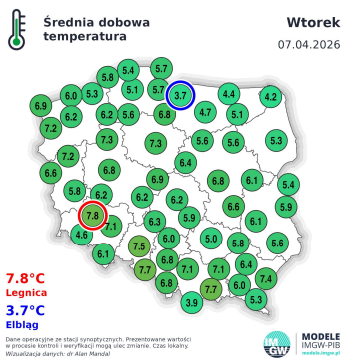 Średnia dobowa
temperatura
Wtorek
07.04.2026
5.8 5.4 5.7
6.9 6.0 5.3 5.1 5.7 3.7 4.4 4.2
7.2 6.2 6.2 5.6 6.8 4.7 5.1
7.3 7.3 5.6 5.6 5.3
7.2 6.4
6.6 6.8 6.9 6.8 6.1 5.4
5.8 6.2 6.2 6.2 6.6 5.9
7.8 7.1 6.3 5.9 6.1
4.6 6.0 5.0
6.1 7.5 5.8 6.6
7.7 6.8 7.1 7.1 6.4
6.8 7.7 6.0 7.4
3.9 5.3
7.8°C
Legnica
3.7°C
Elbląg
Dane operacyjne ze stacji synoptycznych. Prezentowane wartości
w procesie kontroli i weryfikacji mogą ulec zmianie. Czas lokalny.
Wizualizacja danych: dr Alan Mandal
IM
GW
MODELE
IMGW-PIB
modele.imgw.pl